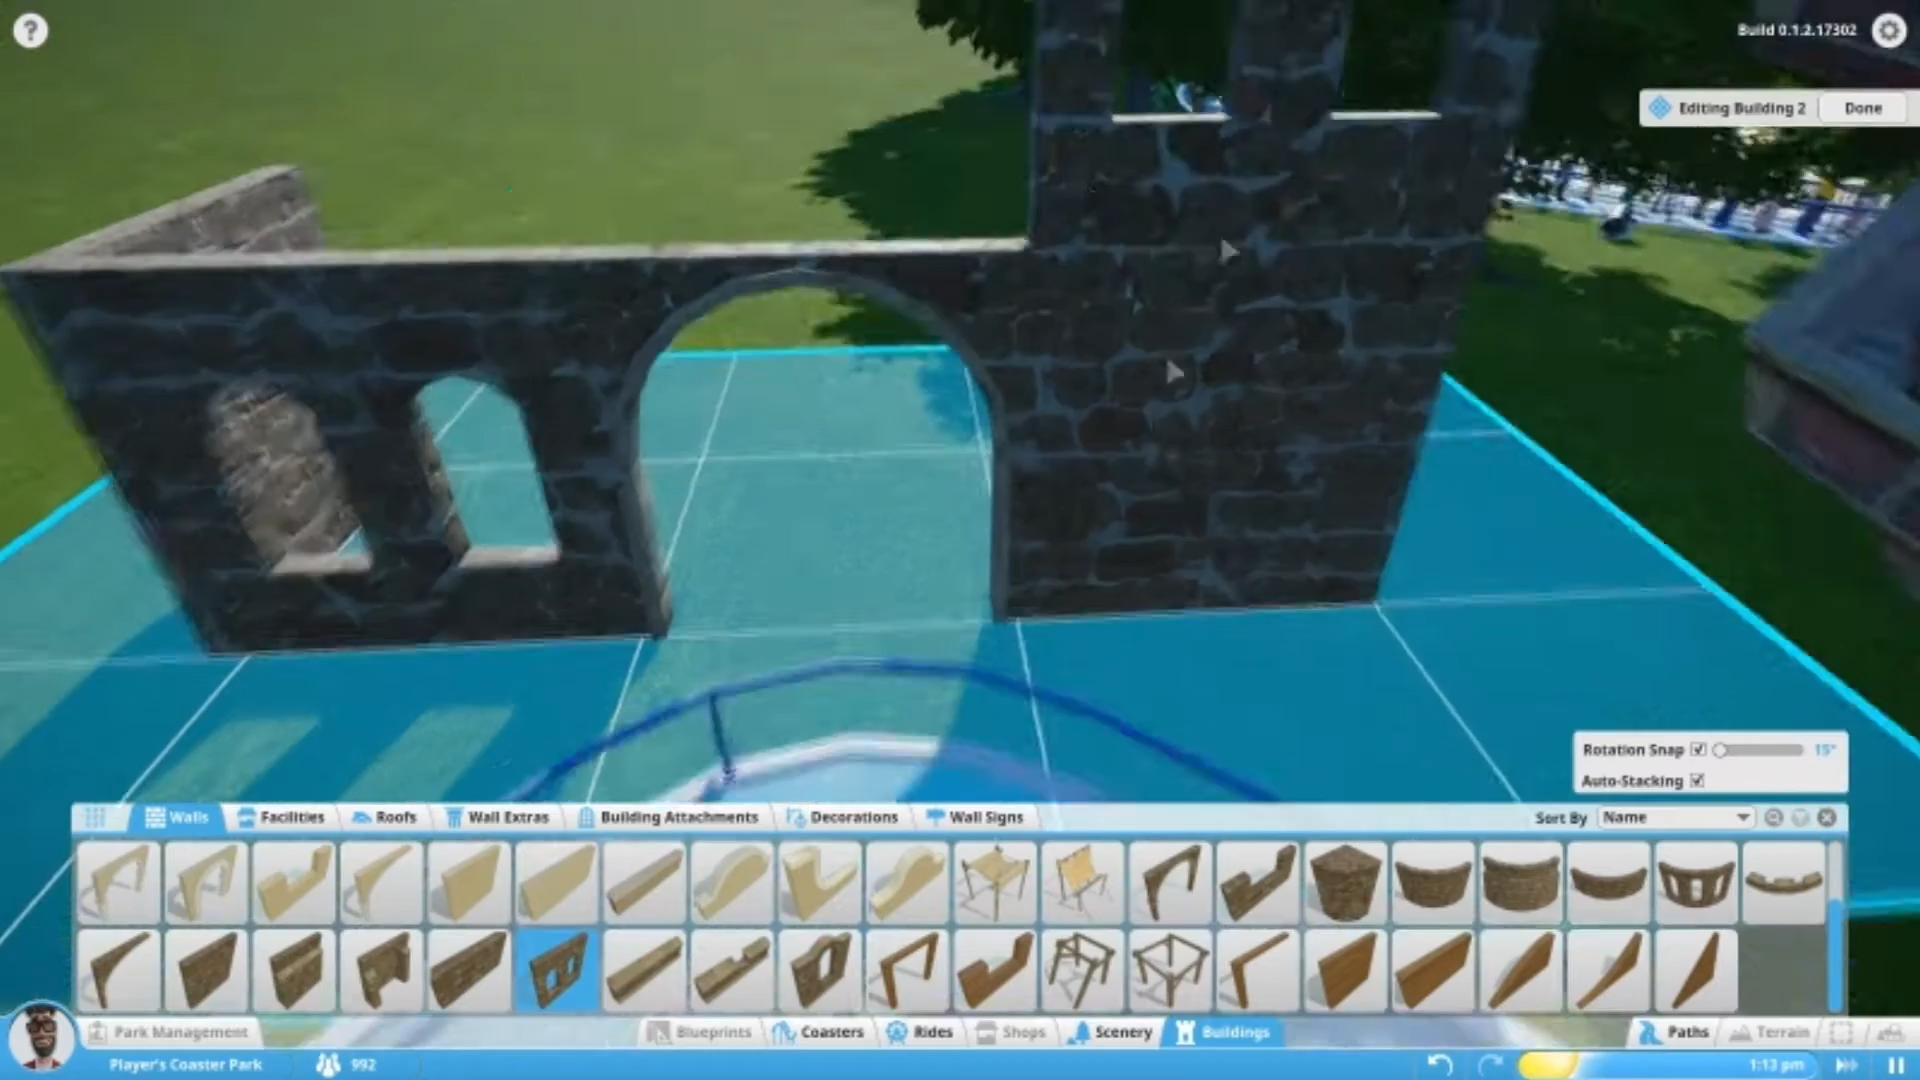 ?
Build 0.1.2.17302
Editing Building 2 Done
Rotation Snap 15°
Auto-Stacking
Walls Facilities Roofs Wall Extras Building Attachments Decorations Wall Signs Sort By Name
Park Management Blueprints Coasters Rides Shops Scenery Buildings Paths Terrain
Player's Coaster Park 992 1:13 pm